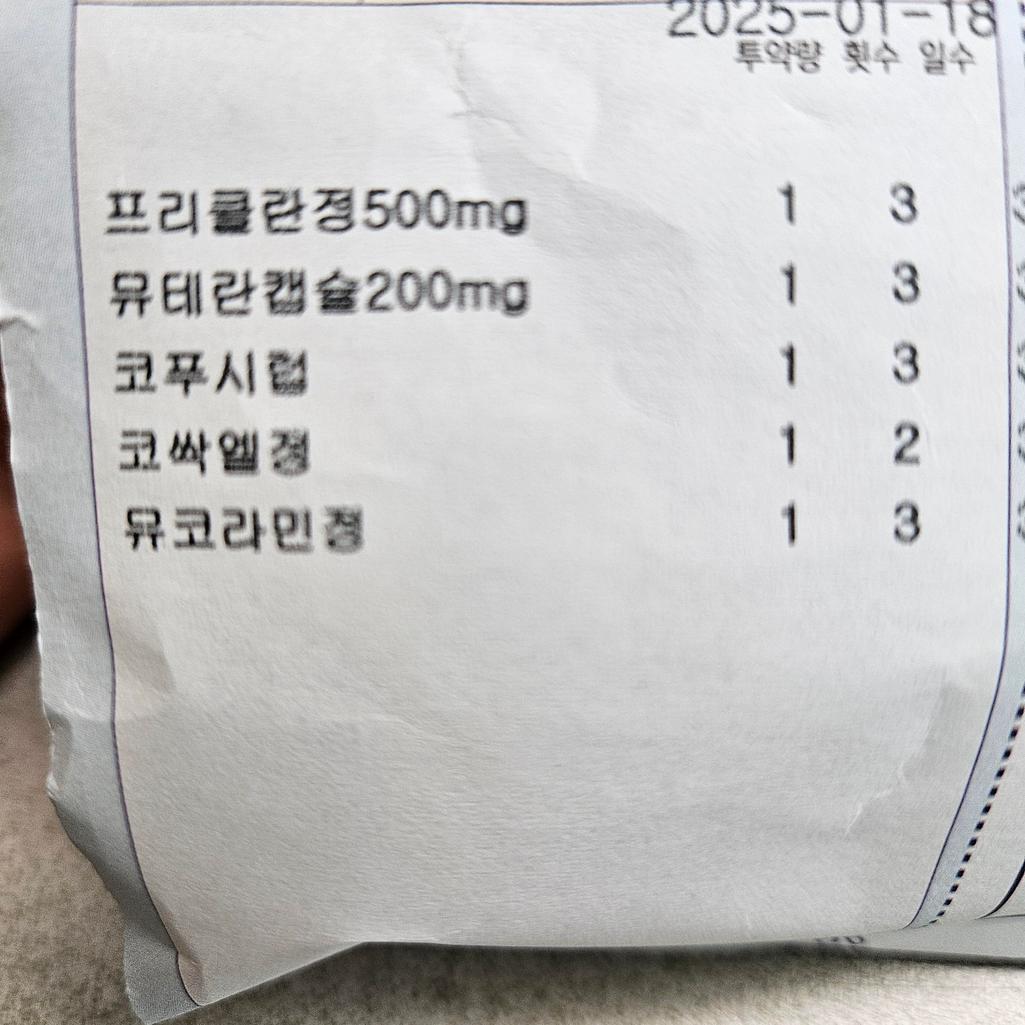 2025-01-18
투약량 횟수 일수
프리클란정500mg 1 3
뮤테란캡슐200mg 1 3
코푸시럽 1 3
코싹엘정 1 2
뮤코라민정 1 3